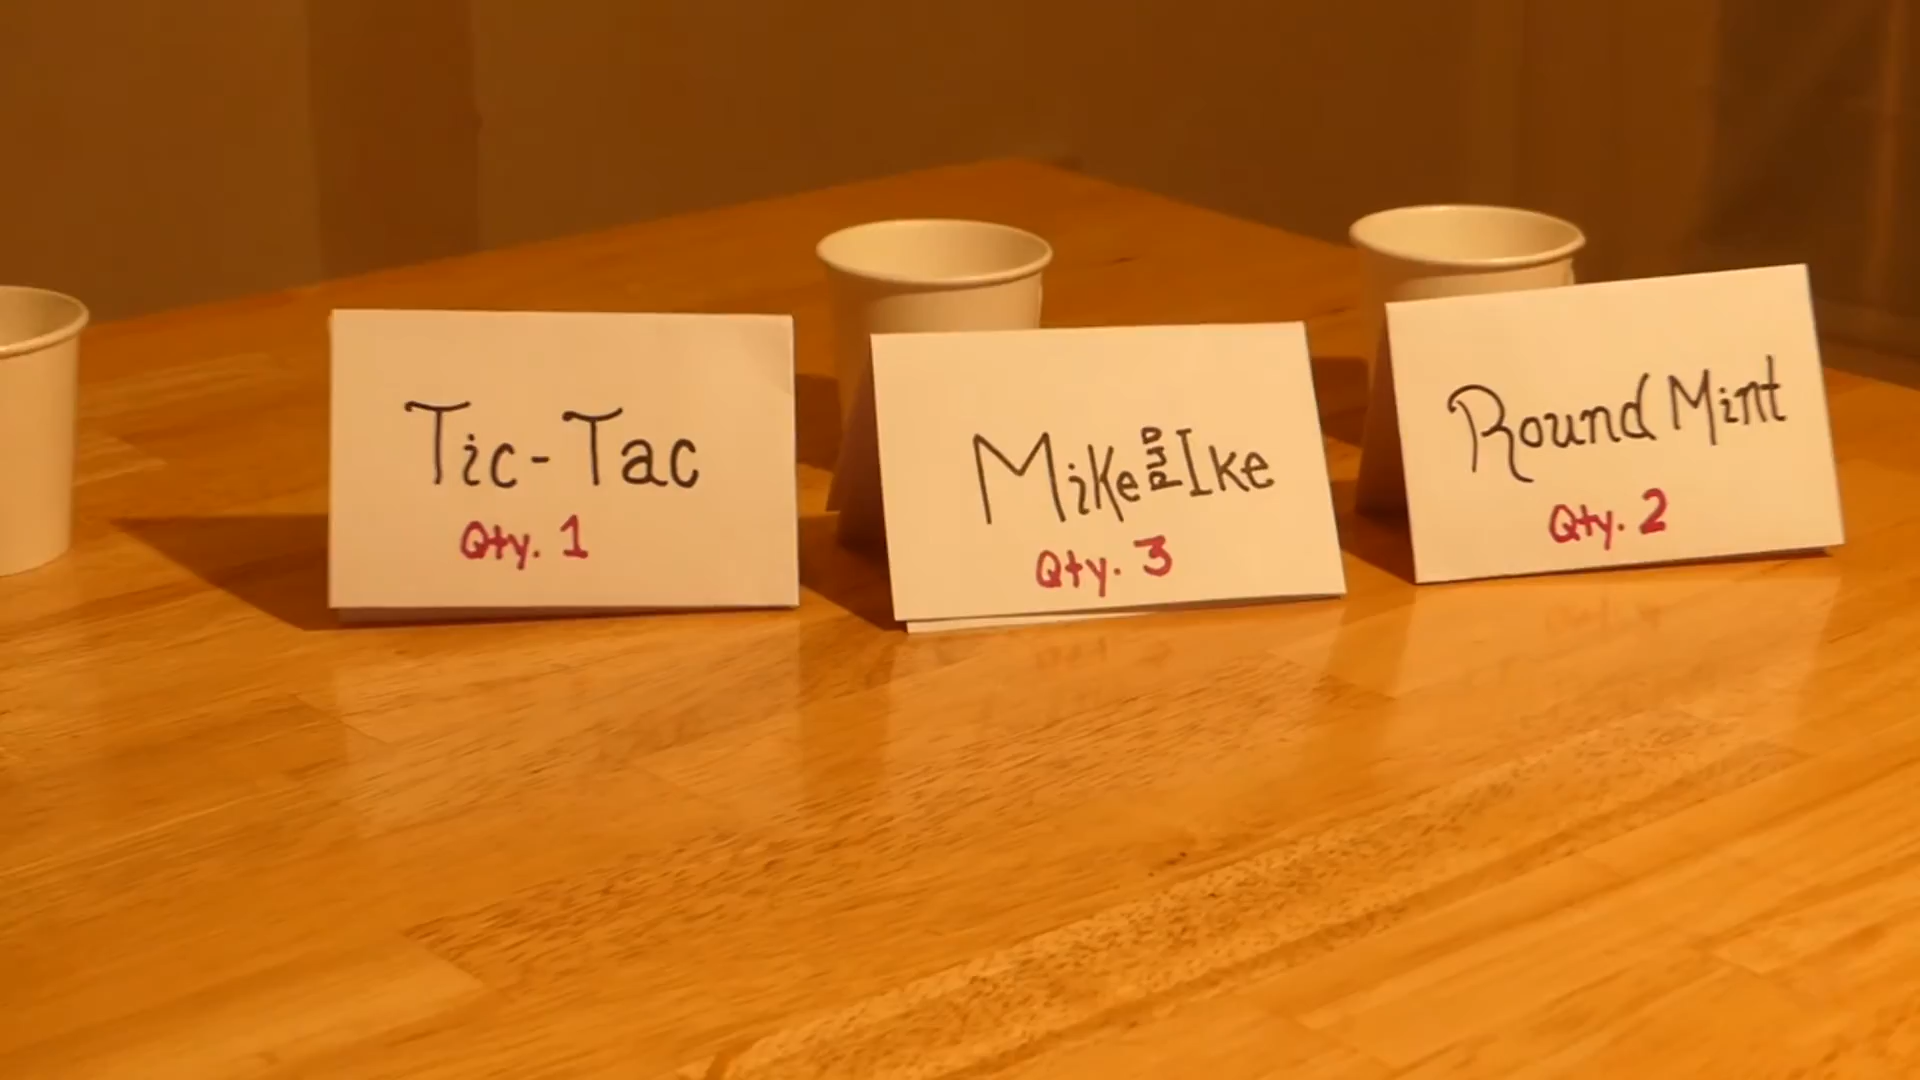 Tic-Tac
Qty. 1
Mike and Ike
Qty. 3
Round Mint
Qty. 2